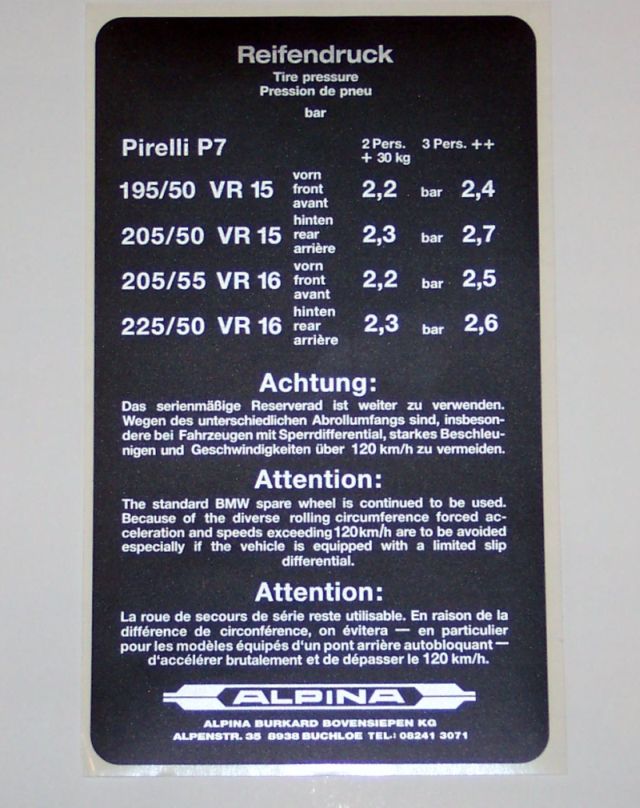 Reifendruck
Tire pressure
Pression de pneu
bar
Pirelli P7 2 Pers. + 30 kg 3 Pers. ++
195/50 VR 15 vorn front avant 2,2 bar 2,4
205/50 VR 15 hinten rear arrière 2,3 bar 2,7
205/55 VR 16 vorn front avant 2,2 bar 2,5
225/50 VR 16 hinten rear arrière 2,3 bar 2,6
Achtung:
Das serienmäßige Reserverad ist weiter zu verwenden.
Wegen des unterschiedlichen Abrollumfangs sind, insbeson-
dere bei Fahrzeugen mit Sperrdifferential, starkes Beschleu-
nigen und Geschwindigkeiten über 120 km/h zu vermeiden.
Attention:
The standard BMW spare wheel is continued to be used.
Because of the diverse rolling circumference forced ac-
celeration and speeds exceeding 120 km/h are to be avoided
especially if the vehicle is equipped with a limited slip
differential.
Attention:
La roue de secours de série reste utilisable. En raison de la
différence de circonférence, on évitera — en particulier
pour les modèles équipés d'un pont arrière autobloquant —
d'accélérer brutalement et de dépasser le 120 km/h.
ALPINA
ALPINA BURKARD BOVENSIEPEN KG
ALPENSTR. 35 8938 BUCHLOE TEL.: 08241 3071